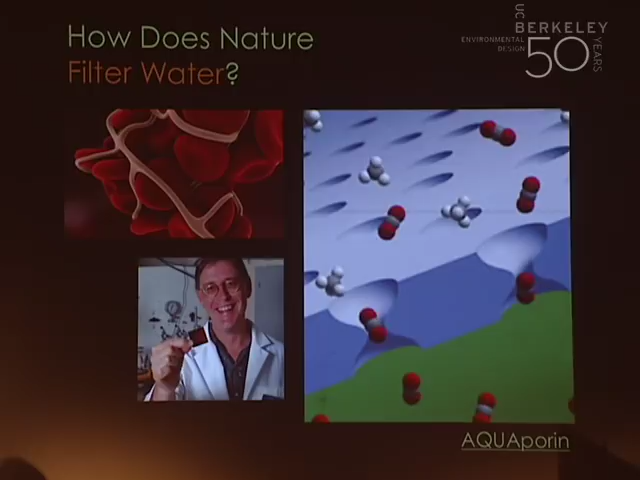 How Does Nature
Filter Water?
UC
BERKELEY
ENVIRONMENTAL
DESIGN
50
YEARS
AQUAporin